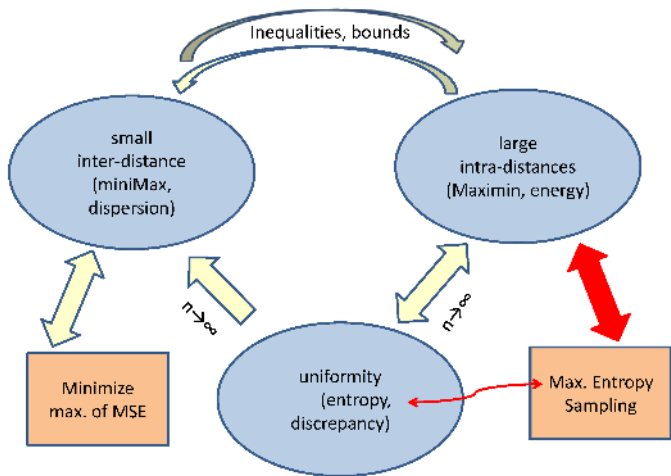 Inequalities, bounds
small
inter-distance
(miniMax,
dispersion)
large
intra-distances
(Maximin, energy)
n→∞
n→∞
Minimize
max. of MSE
uniformity
(entropy,
discrepancy)
Max. Entropy
Sampling